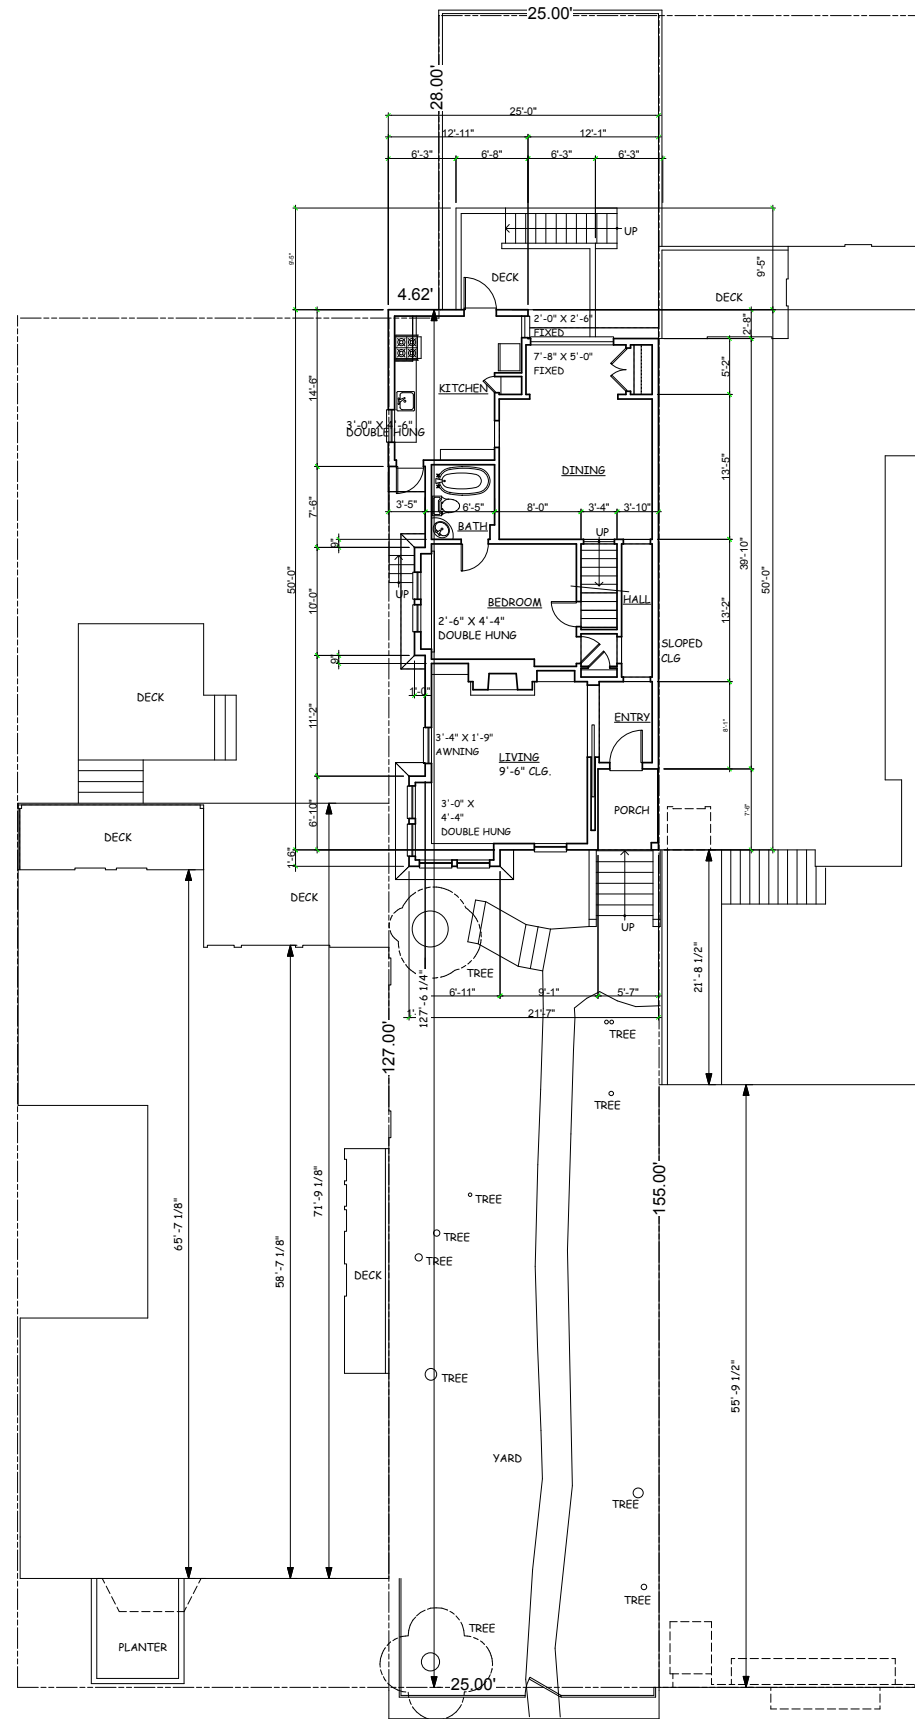 25.00'
28.00'
25'-0"
12'-11"
12'-1"
6'-3"
6'-8"
6'-3"
6'-3"
UP
9'-5"
9'-5"
DECK
DECK
4.62'
2'-0" X 2'-6"
FIXED
2'-8"
7'-8" X 5'-0"
FIXED
5'-2"
14'-6"
KITCHEN
3'-0" X 4'-6"
DOUBLE HUNG
DINING
13'-5"
7'-6"
3'-5"
6'-5"
8'-0"
3'-4"
3'-10"
BATH
UP
9"
39'-10"
50'-0"
50'-0"
10'-0"
UP
BEDROOM
HALL
13'-2"
2'-6" X 4'-4"
DOUBLE HUNG
SLOPED
CLG
9"
1'-0"
DECK
11'-2"
ENTRY
8'-1"
3'-4" X 1'-9"
AWNING
LIVING
9'-6" CLG.
6'-10"
3'-0" X
4'-4"
DOUBLE HUNG
PORCH
7'-6"
DECK
1'-6"
DECK
UP
TREE
21'-8 1/2"
6'-11"
9'-1"
5'-7"
127'-6 1/4"
21'-7"
127.00'
TREE
TREE
155.00'
TREE
71'-9 1/8"
65'-7 1/8"
58'-7 1/8"
TREE
TREE
DECK
TREE
55'-9 1/2"
YARD
TREE
TREE
TREE
PLANTER
25.00'